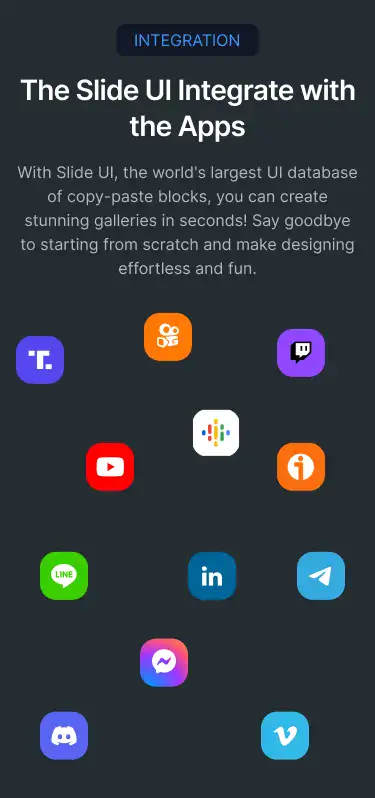 INTEGRATION
The Slide UI Integrate with
the Apps
With Slide UI, the world's largest UI database
of copy-paste blocks, you can create
stunning galleries in seconds! Say goodbye
to starting from scratch and make designing
effortless and fun.
T.
LINE
in